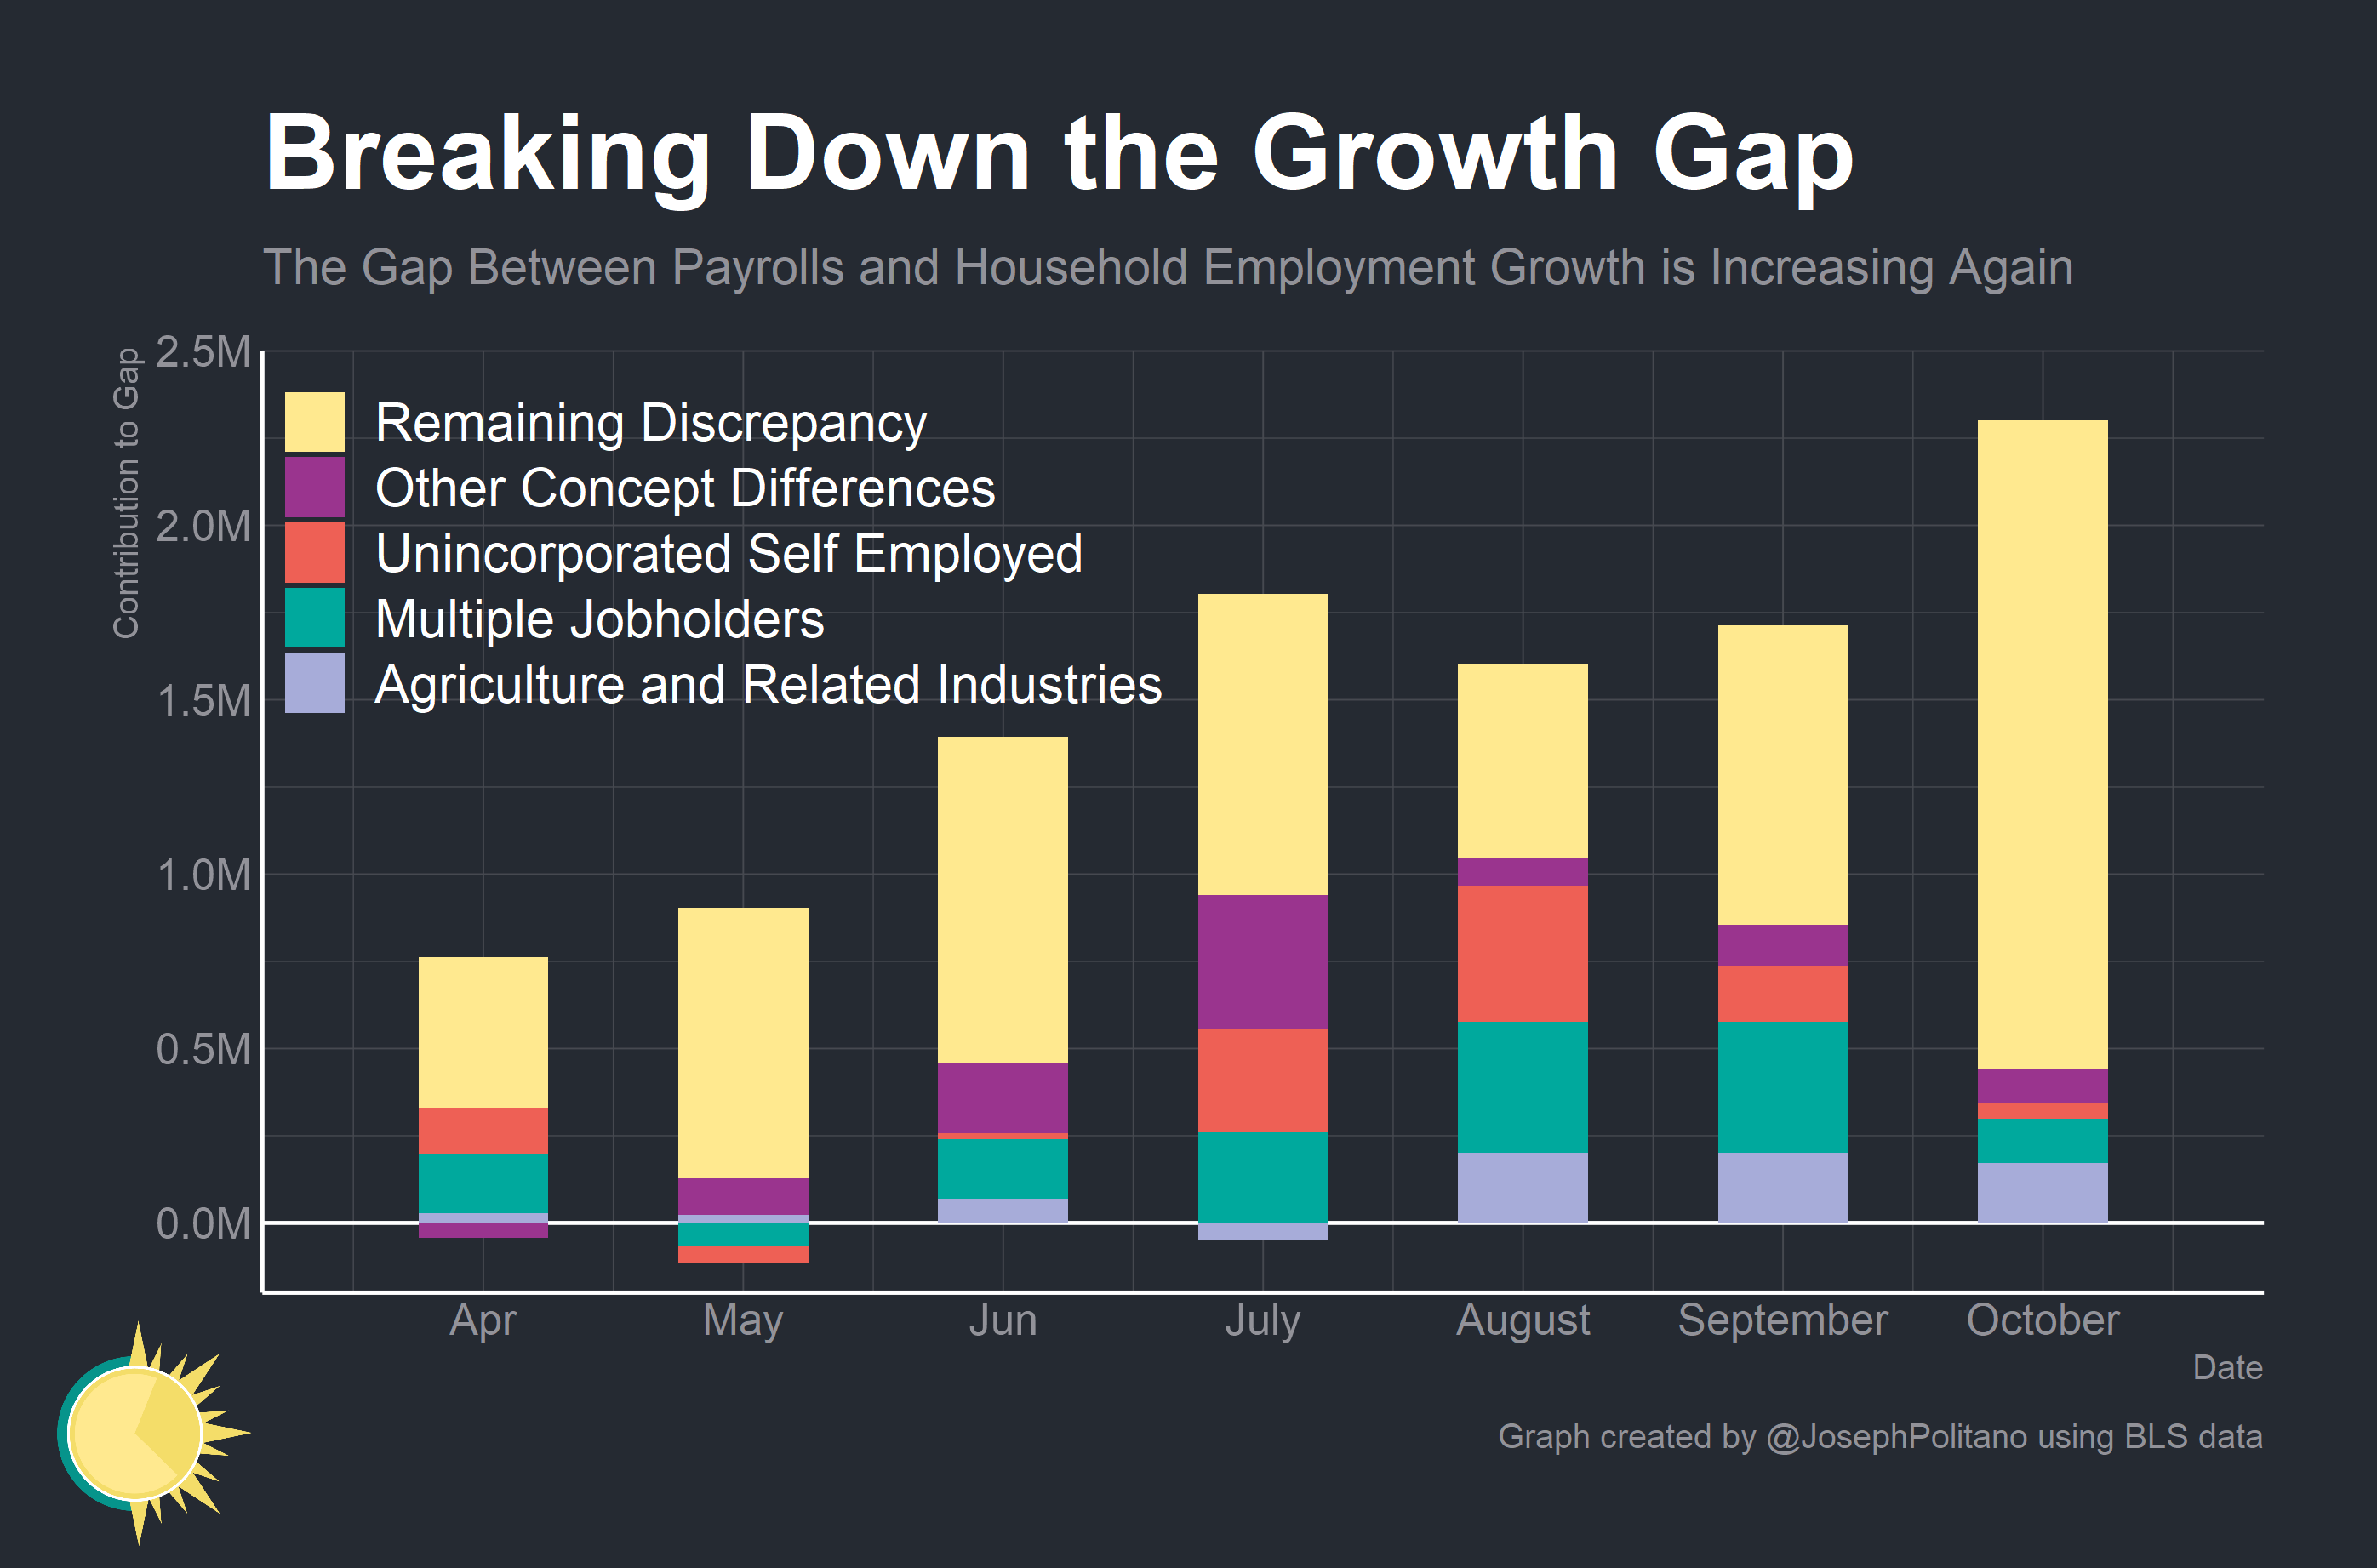 Breaking Down the Growth Gap
The Gap Between Payrolls and Household Employment Growth is Increasing Again
Contribution to Gap
2.5M
2.0M
1.5M
1.0M
0.5M
0.0M
Remaining Discrepancy
Other Concept Differences
Unincorporated Self Employed
Multiple Jobholders
Agriculture and Related Industries
Apr May Jun July August September October
Date
Graph created by @JosephPolitano using BLS data